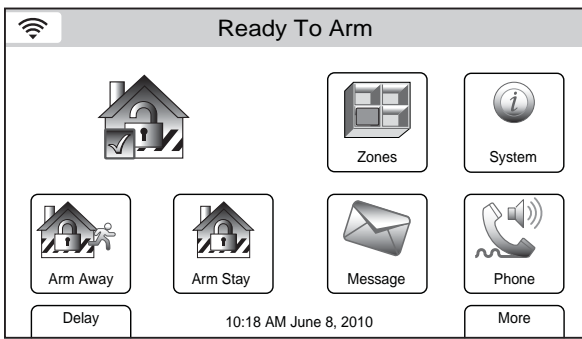 Ready To Arm
Zones
System
Arm Away
Arm Stay
Message
Phone
Delay
10:18 AM June 8, 2010
More